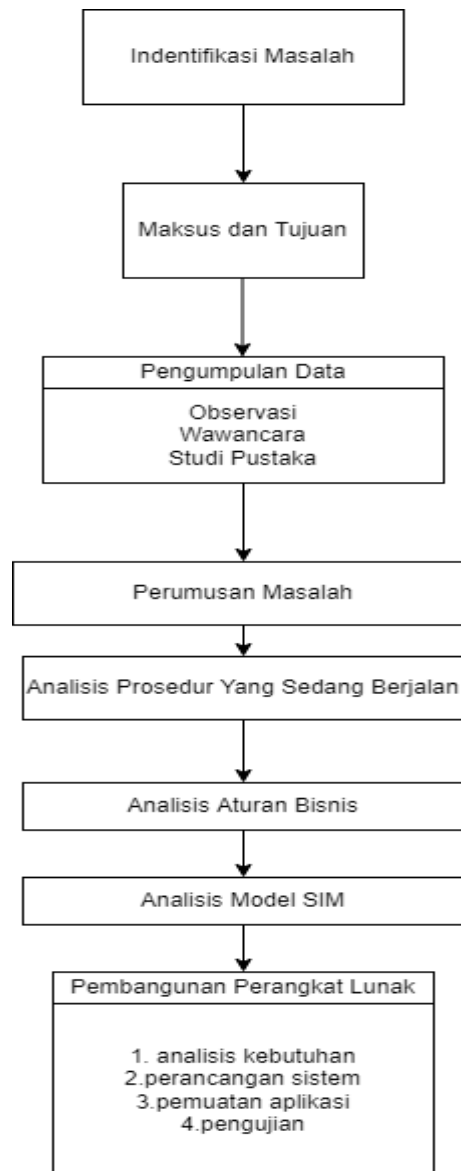 Indentifikasi Masalah
Maksus dan Tujuan
Pengumpulan Data
Observasi
Wawancara
Studi Pustaka
Perumusan Masalah
Analisis Prosedur Yang Sedang Berjalan
Analisis Aturan Bisnis
Analisis Model SIM
Pembangunan Perangkat Lunak
1. analisis kebutuhan
2.perancangan sistem
3.pemuatan aplikasi
4.pengujian